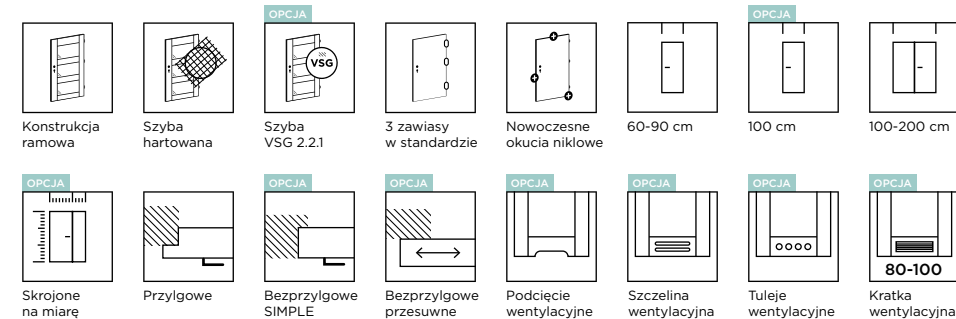 OPCJA
OPCJA
VSG
Konstrukcja
ramowa
Szyba
hartowana
Szyba
VSG 2.2.1
3 zawiasy
w standardzie
Nowoczesne
okucia niklowe
60-90 cm
100 cm
100-200 cm
OPCJA
OPCJA
OPCJA
OPCJA
OPCJA
OPCJA
OPCJA
80-100
Skrojone
na miarę
Przylgowe
Bezprzylgowe
SIMPLE
Bezprzylgowe
przesuwne
Podcięcie
wentylacyjne
Szczelina
wentylacyjna
Tuleje
wentylacyjne
Kratka
wentylacyjna